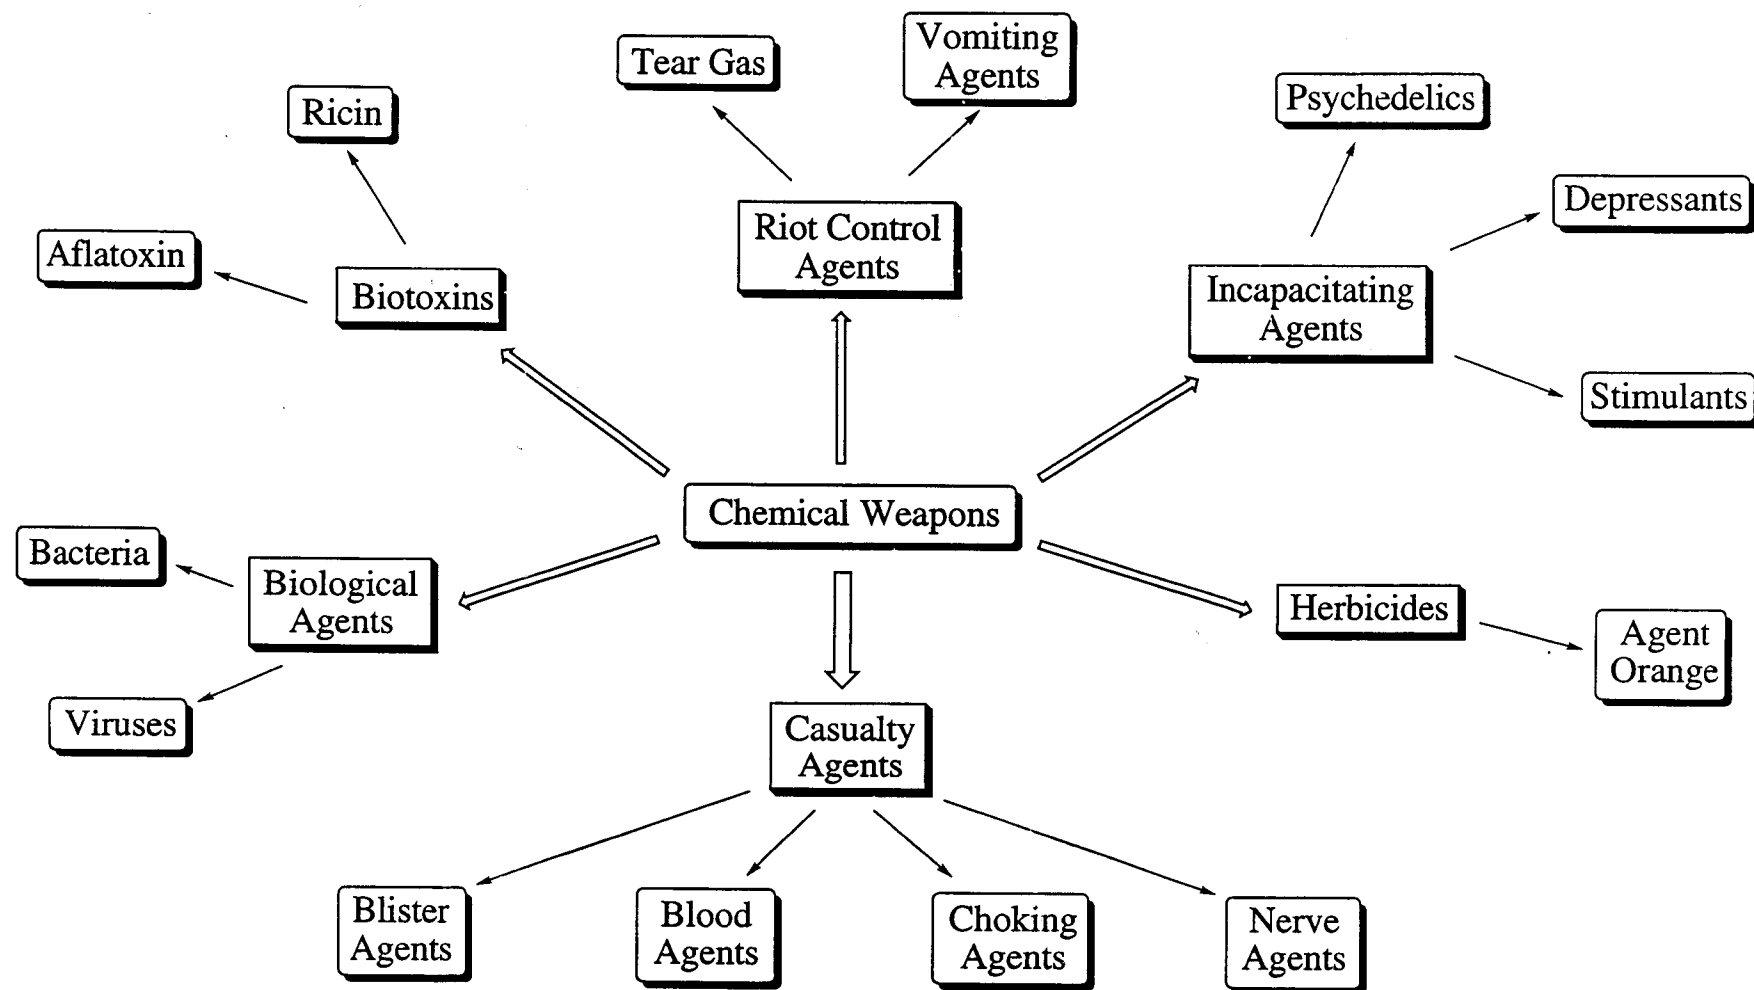 Vomiting
Agents
Tear Gas
Psychedelics
Ricin
Depressants
Riot Control
Agents
Aflatoxin
Biotoxins
Incapacitating
Agents
Stimulants
Chemical Weapons
Bacteria
Biological
Agents
Herbicides
Agent
Orange
Viruses
Casualty
Agents
Blister
Agents
Blood
Agents
Choking
Agents
Nerve
Agents